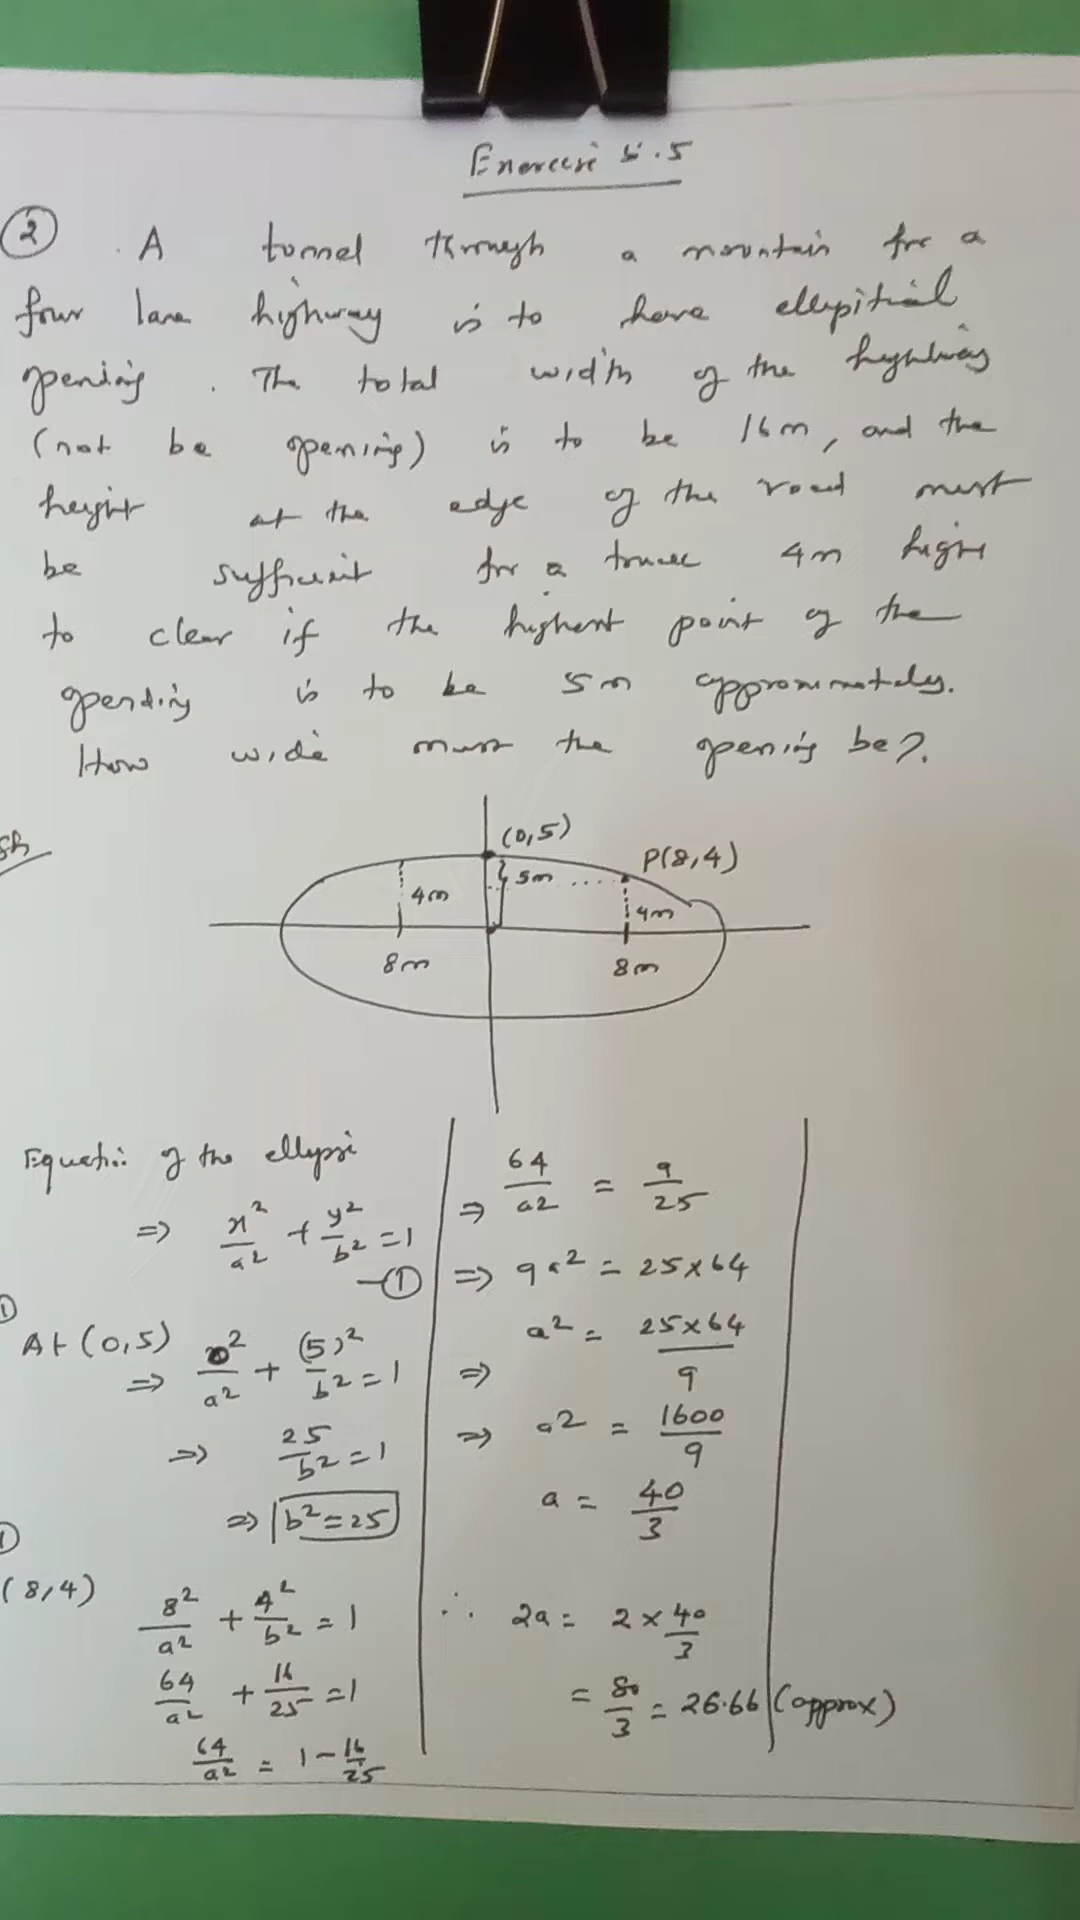 Exercise 5.5
2 . A tunnel through a mountain for a
four lane highway is to have elliptical
opening . The total width of the highway
(not be opening) is to be 16m, and the
height at the edge of the road must
be sufficient for a truck 4m high
to clear if the highest point of the
opening is to be 5m approximately.
How wide must the opening be?
(0,5)
P(8,4)
4m
5m
4m
8m
8m
Equation of the ellipse
⇒ x²/a² + y²/b² = 1
—①
① At (0,5)
⇒ 0²/a² + (5)²/b² = 1
⇒ 25/b² = 1
⇒ b² = 25
(8,4) 8²/a² + 4²/b² = 1
64/a² + 16/25 = 1
64/a² = 1 - 16/25
⇒ 64/a² = 9/25
⇒ 9a² = 25×64
⇒ a² = 25×64/9
⇒ a² = 1600/9
a = 40/3
∴ 2a = 2 × 40/3
= 80/3 = 26.66 (approx)